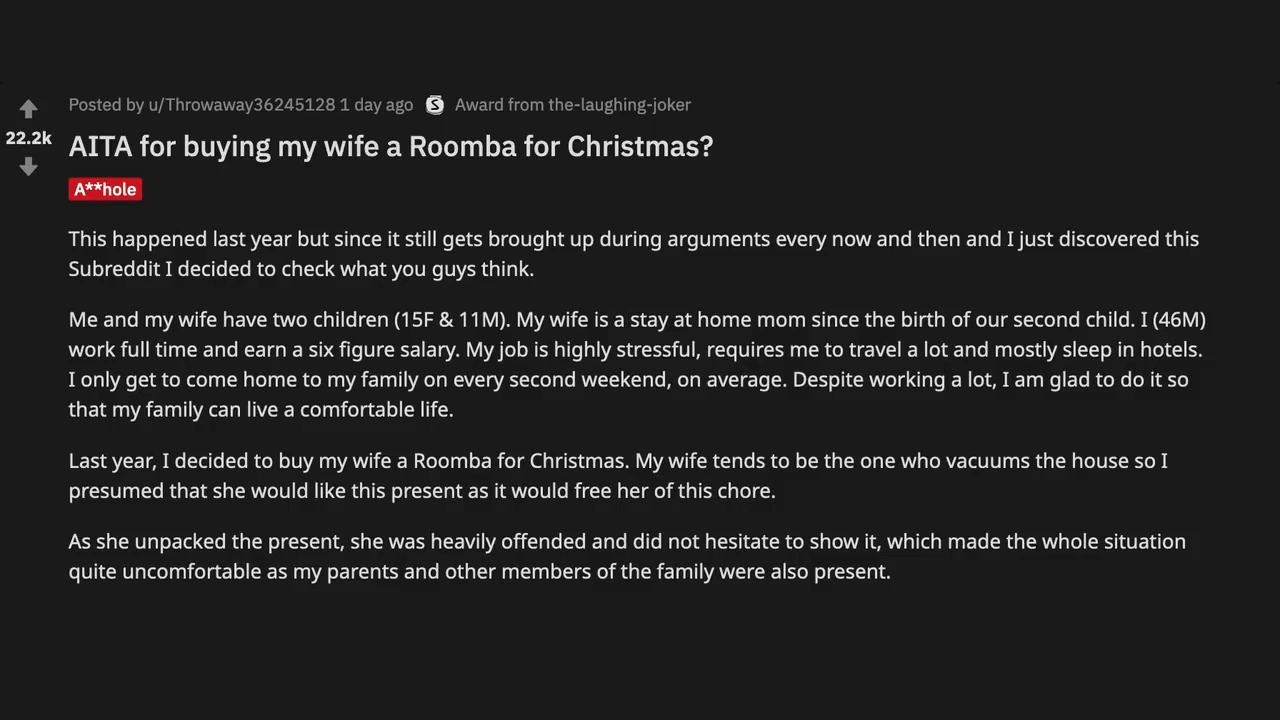 Posted by u/Throwaway36245128 1 day ago Award from the-laughing-joker
22.2k
AITA for buying my wife a Roomba for Christmas?
A**hole
This happened last year but since it still gets brought up during arguments every now and then and I just discovered this
Subreddit I decided to check what you guys think.
Me and my wife have two children (15F & 11M). My wife is a stay at home mom since the birth of our second child. I (46M)
work full time and earn a six figure salary. My job is highly stressful, requires me to travel a lot and mostly sleep in hotels.
I only get to come home to my family on every second weekend, on average. Despite working a lot, I am glad to do it so
that my family can live a comfortable life.
Last year, I decided to buy my wife a Roomba for Christmas. My wife tends to be the one who vacuums the house so I
presumed that she would like this present as it would free her of this chore.
As she unpacked the present, she was heavily offended and did not hesitate to show it, which made the whole situation
quite uncomfortable as my parents and other members of the family were also present.